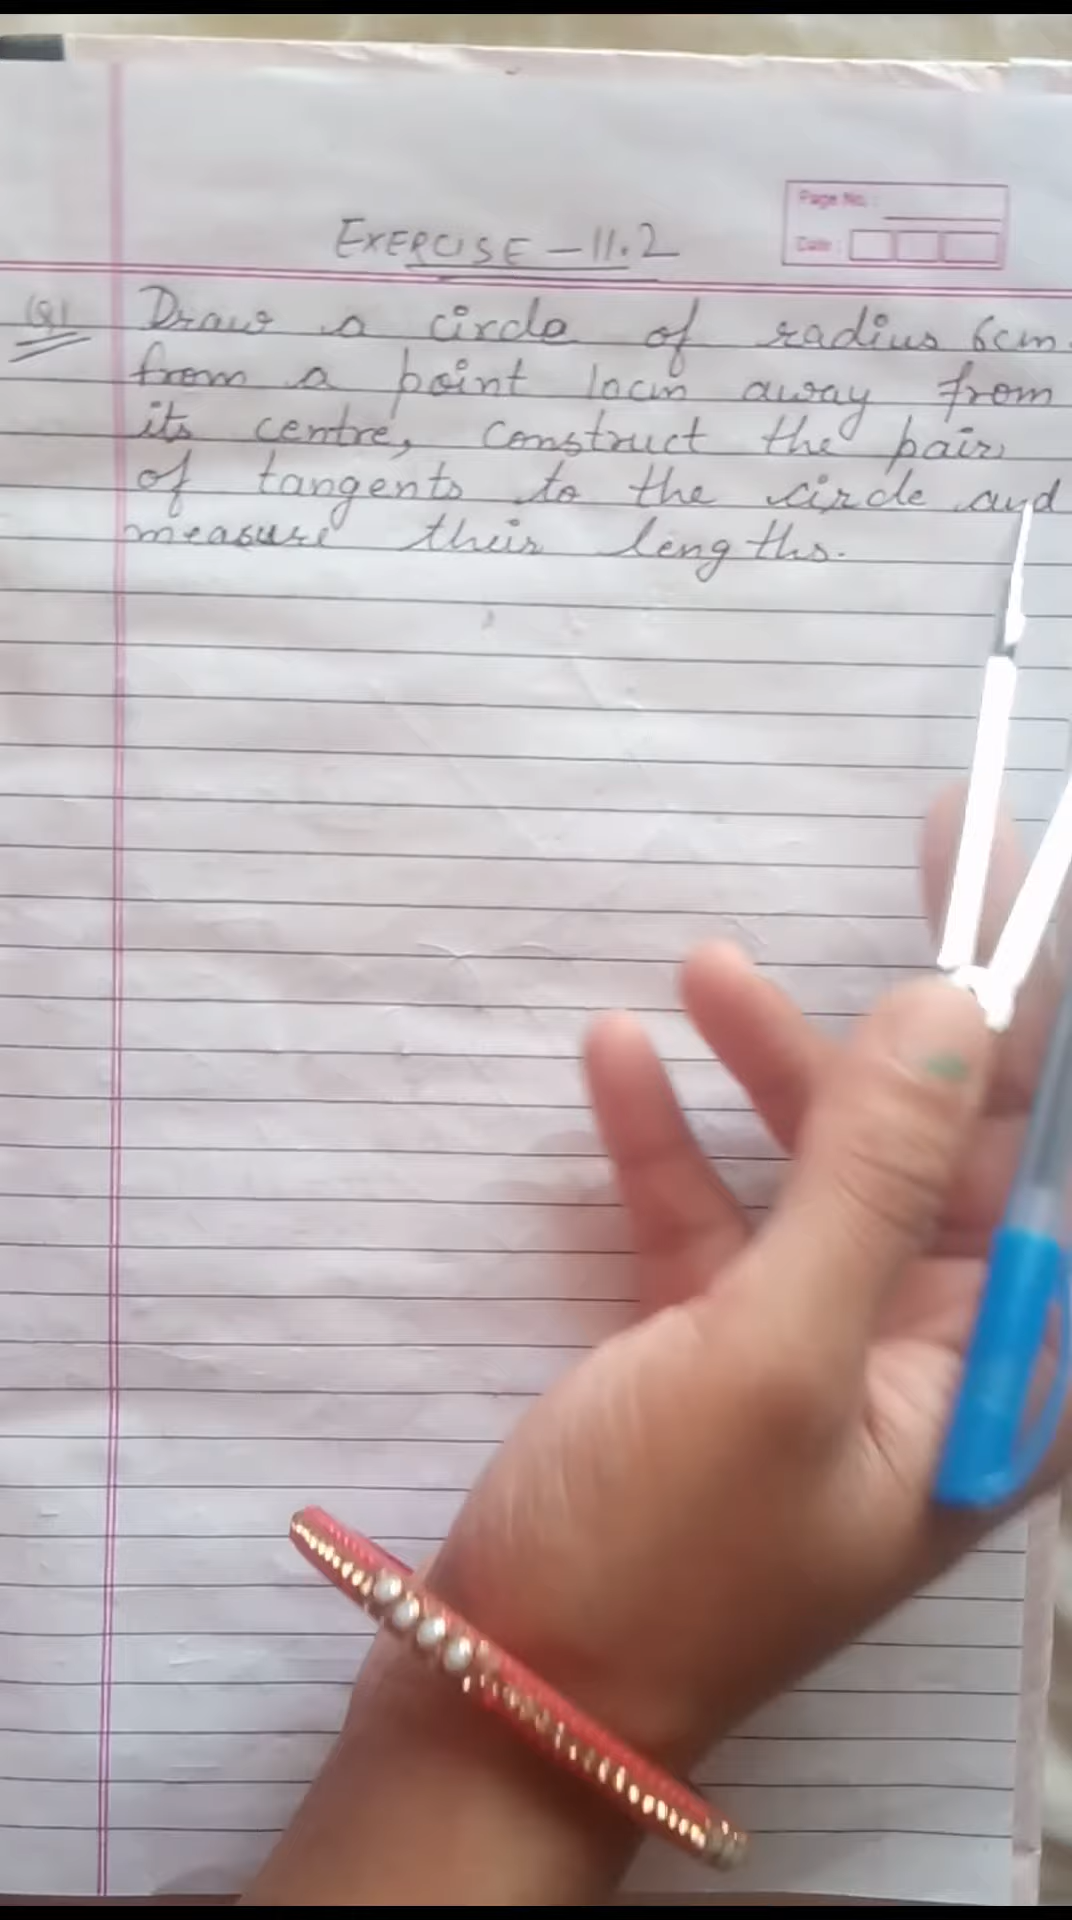 Page No. :
Date :
EXERCISE - 11.2
Q1 Draw a circle of radius 6cm.
from a point 10cm away from
its centre, construct the pair
of tangents to the circle and
measure their lengths.